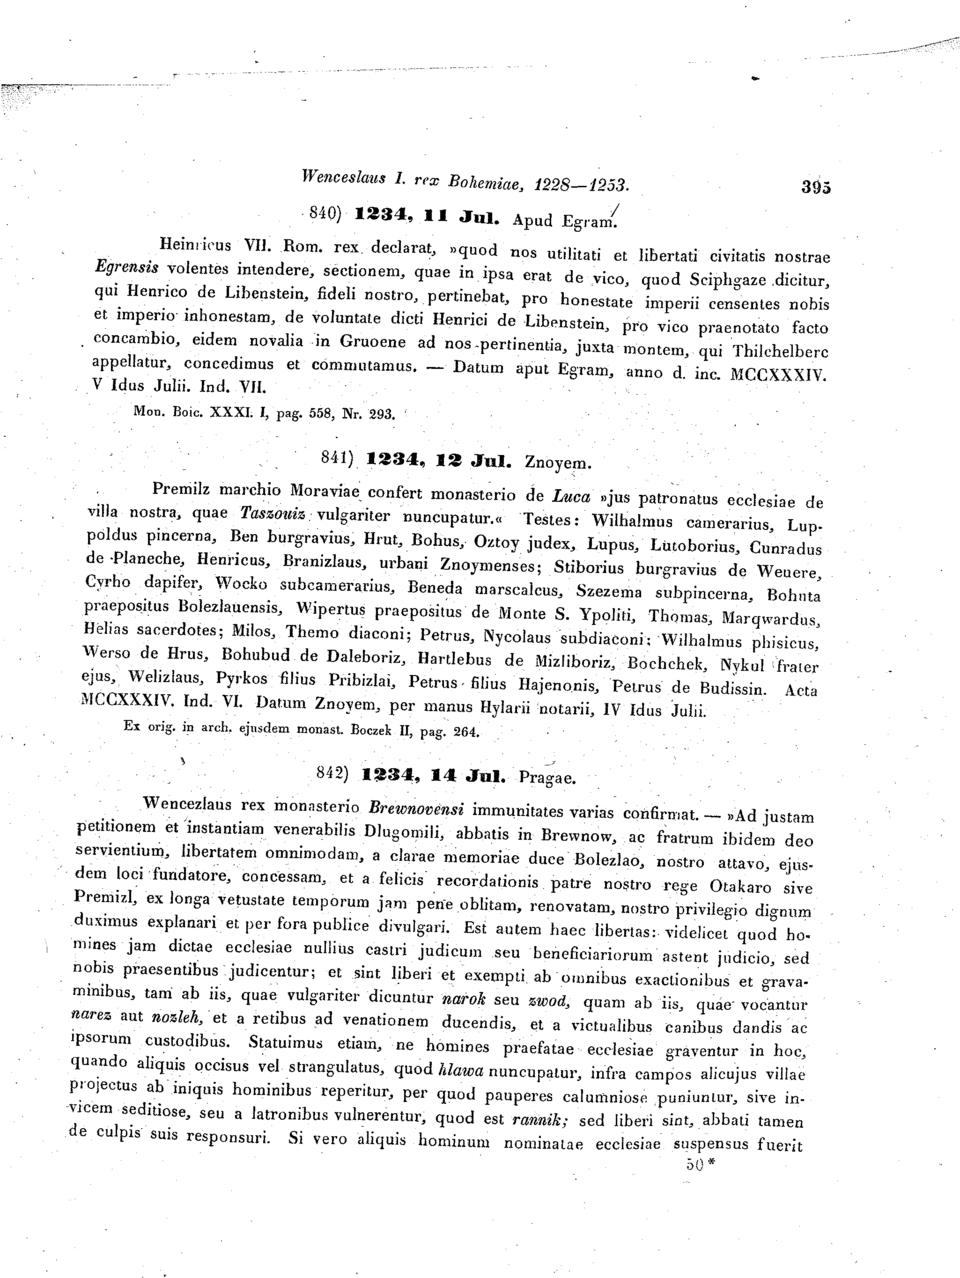 Wenceslaus I. rex Bohemiae, 1228—1253. 395
840) 1234, 11 Jul. Apud Egram.
Heinricus VII. Rom. rex declarat, »quod nos utilitati et libertati civitatis nostrae
Egrensis volentes intendere, sectionem, quae in ipsa erat de vico, quod Sciphgaze dicitur,
qui Henrico de Libenstein, fideli nostro, pertinebat, pro honestate imperii censentes nobis
et imperio inhonestam, de voluntate dicti Henrici de Libenstein, pro vico praenotato facto
concambio, eidem novalia in Gruoene ad nos pertinentia, juxta montem, qui Thilchelberc
appellatur, concedimus et commutamus. — Datum aput Egram, anno d. inc. MCCXXXIV.
V Idus Julii. Ind. VII.
Mon. Boic. XXXI. I, pag. 558, Nr. 293.
841) 1234, 12 Jul. Znoyem.
Premilz marchio Moraviae confert monasterio de Luca »jus patronatus ecclesiae de
villa nostra, quae Taszouiz vulgariter nuncupatur.« Testes: Wilhalmus camerarius, Lup-
poldus pincerna, Ben burgravius, Hrut, Bohus, Oztoy judex, Lupus, Lutoborius, Cunradus
de Planeche, Henricus, Branizlaus, urbani Znoymenses; Stiborius burgravius de Weuere,
Cyrho dapifer, Wocko subcamerarius, Beneda marscalcus, Szezema subpincerna, Bohuta
praepositus Bolezlauensis, Wipertus praepositus de Monte S. Ypoliti, Thomas, Marqwardus,
Helias sacerdotes; Milos, Themo diaconi; Petrus, Nycolaus subdiaconi; Wilhalmus phisicus,
Werso de Hrus, Bohubud de Daleboriz, Hartlebus de Mizliboriz, Bochchek, Nykul frater
ejus, Welizlaus, Pyrkos filius Pribizlai, Petrus filius Hajenonis, Petrus de Budissin. Acta
MCCXXXIV. Ind. VI. Datum Znoyem, per manus Hylarii notarii, IV Idus Julii.
Ex orig. in arch. ejusdem monast. Boczek II, pag. 264.
842) 1234, 14 Jul. Pragae.
Wencezlaus rex monasterio Brewnovensi immunitates varias confirmat. — »Ad justam
petitionem et instantiam venerabilis Dlugomili, abbatis in Brewnow, ac fratrum ibidem deo
servientium, libertatem omnimodam, a clarae memoriae duce Bolezlao, nostro attavo, ejus-
dem loci fundatore, concessam, et a felicis recordationis patre nostro rege Otakaro sive
Premizl, ex longa vetustate temporum jam pene oblitam, renovatam, nostro privilegio dignum
duximus explanari et per fora publice divulgari. Est autem haec libertas: videlicet quod ho-
mines jam dictae ecclesiae nullius castri judicum seu beneficiariorum astent judicio, sed
nobis praesentibus judicentur; et sint liberi et exempti ab omnibus exactionibus et grava-
minibus, tam ab iis, quae vulgariter dicuntur narok seu zwod, quam ab iis, quae vocantur
narez aut nozleh, et a retibus ad venationem ducendis, et a victualibus canibus dandis ac
ipsorum custodibus. Statuimus etiam, ne homines praefatae ecclesiae graventur in hoc,
quando aliquis occisus vel strangulatus, quod hlawa nuncupatur, infra campos alicujus villae
projectus ab iniquis hominibus reperitur, per quod pauperes calumniose puniuntur, sive in-
vicem seditiose, seu a latronibus vulnerentur, quod est rannik; sed liberi sint, abbati tamen
de culpis suis responsuri. Si vero aliquis hominum nominatae ecclesiae suspensus fuerit
50*